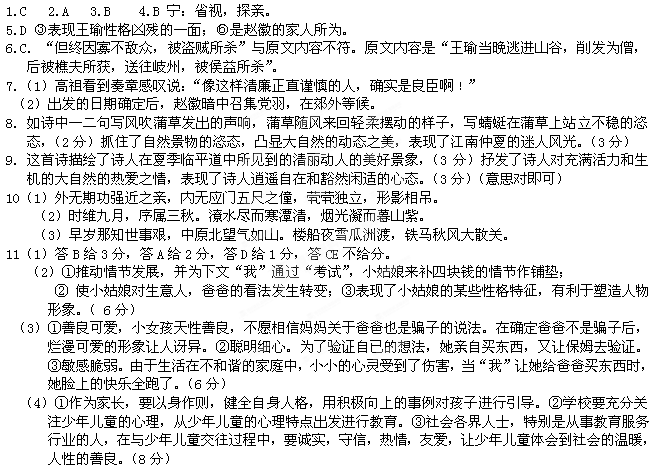 1.C   2.A   3.B   4.B 宁：省视，探亲。
5.D ③表现王瑜性格凶残的一面；⑥是赵徽的家人所为。
6.C. “但终因寡不敌众，被盗贼所杀”与原文内容不符。原文内容是“王瑜当晚逃进山谷，削发为僧，
后被樵夫所获，送往岐州，被侯益所杀”。
7.（1）高祖看到奏章感叹说：“像这样清廉正直谨慎的人，确实是良臣啊！”
（2）出发的日期确定后，赵徽暗中召集党羽，在郊外等候。
8. 如诗中一二句写风吹蒲草发出的声响，蒲草随风来回轻柔摆动的样子，写蜻蜓在蒲草上站立不稳的姿
态，（2分）抓住了自然景物的恣态，凸显大自然的动态之美，表现了江南仲夏的迷人风光。（3分）
9. 这首诗描绘了诗人在夏季临平道中所见到的清丽动人的美好景象，（3分）抒发了诗人对充满活力和生
机的大自然的热爱之情，表现了诗人逍遥自在和豁然闲适的心态。（3分）（意思对即可）
10（1）外无期功强近之亲，内无应门五尺之僮，茕茕独立，形影相吊。
（2）时维九月，序属三秋。潦水尽而寒潭清，烟光凝而暮山紫。
（3）早岁那知世事艰，中原北望气如山。楼船夜雪瓜洲渡，铁马秋风大散关。
11（1）答B给3分，答A给2分，答D给1分，答CE不给分。
（2）①推动情节发展，并为下文“我”通过“考试”，小姑娘来补四块钱的情节作铺垫；
② 使小姑娘对生意人，爸爸的看法发生转变；③表现了小姑娘的某些性格特征，有利于塑造人物
形象。（ 6分）
（3）①善良可爱，小女孩天性善良，不愿相信妈妈关于爸爸也是骗子的说法。在确定爸爸不是骗子后，
烂漫可爱的形象让人讶异。②聪明细心。为了验证自已的想法，她亲自买东西，又让保姆去验证。
③敏感脆弱。由于生活在不和谐的家庭中，小小的心灵受到了伤害，当“我”让她给爸爸买东西时，
她脸上的快乐全跑了。（6分）
（4）①作为家长，要以身作则，健全自身人格，用积极向上的事例对孩子进行引导。②学校要充分关
注少年儿童的心理，从少年儿童的心理特点出发进行教育。③社会各界人士，特别是从事教育服务
行业的人，在与少年儿童交往过程中，要诚实，守信，热情，友爱，让少年儿童体会到社会的温暖，
人性的善良。（8分）